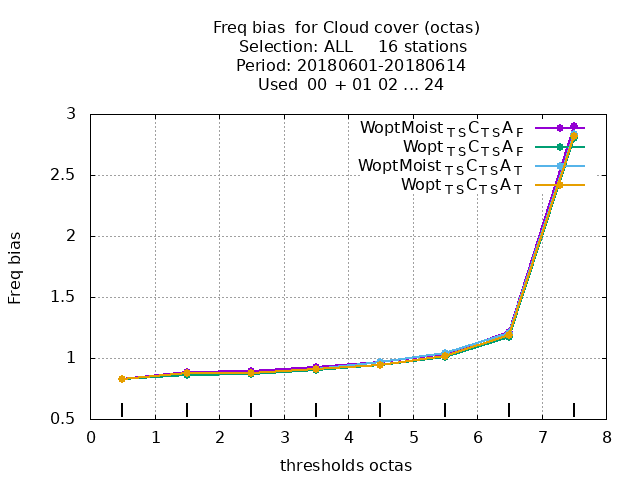 Freq bias for Cloud cover (octas)
Selection: ALL 16 stations
Period: 20180601-20180614
Used 00 + 01 02 ... 24
WoptMoist TS C TS A F
Wopt TS C TS A F
WoptMoist TS C TS A T
Wopt TS C TS A T
3
2.5
2
1.5
1
0.5
Freq bias
0 1 2 3 4 5 6 7 8
thresholds octas